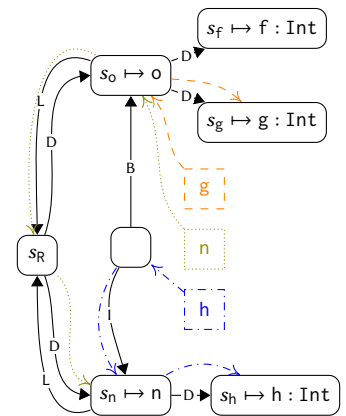 s_f ↦ f : Int
D
s_o ↦ o
D
s_g ↦ g : Int
L
D
B
g
n
s_R
h
I
D
L
s_n ↦ n
D
s_h ↦ h : Int